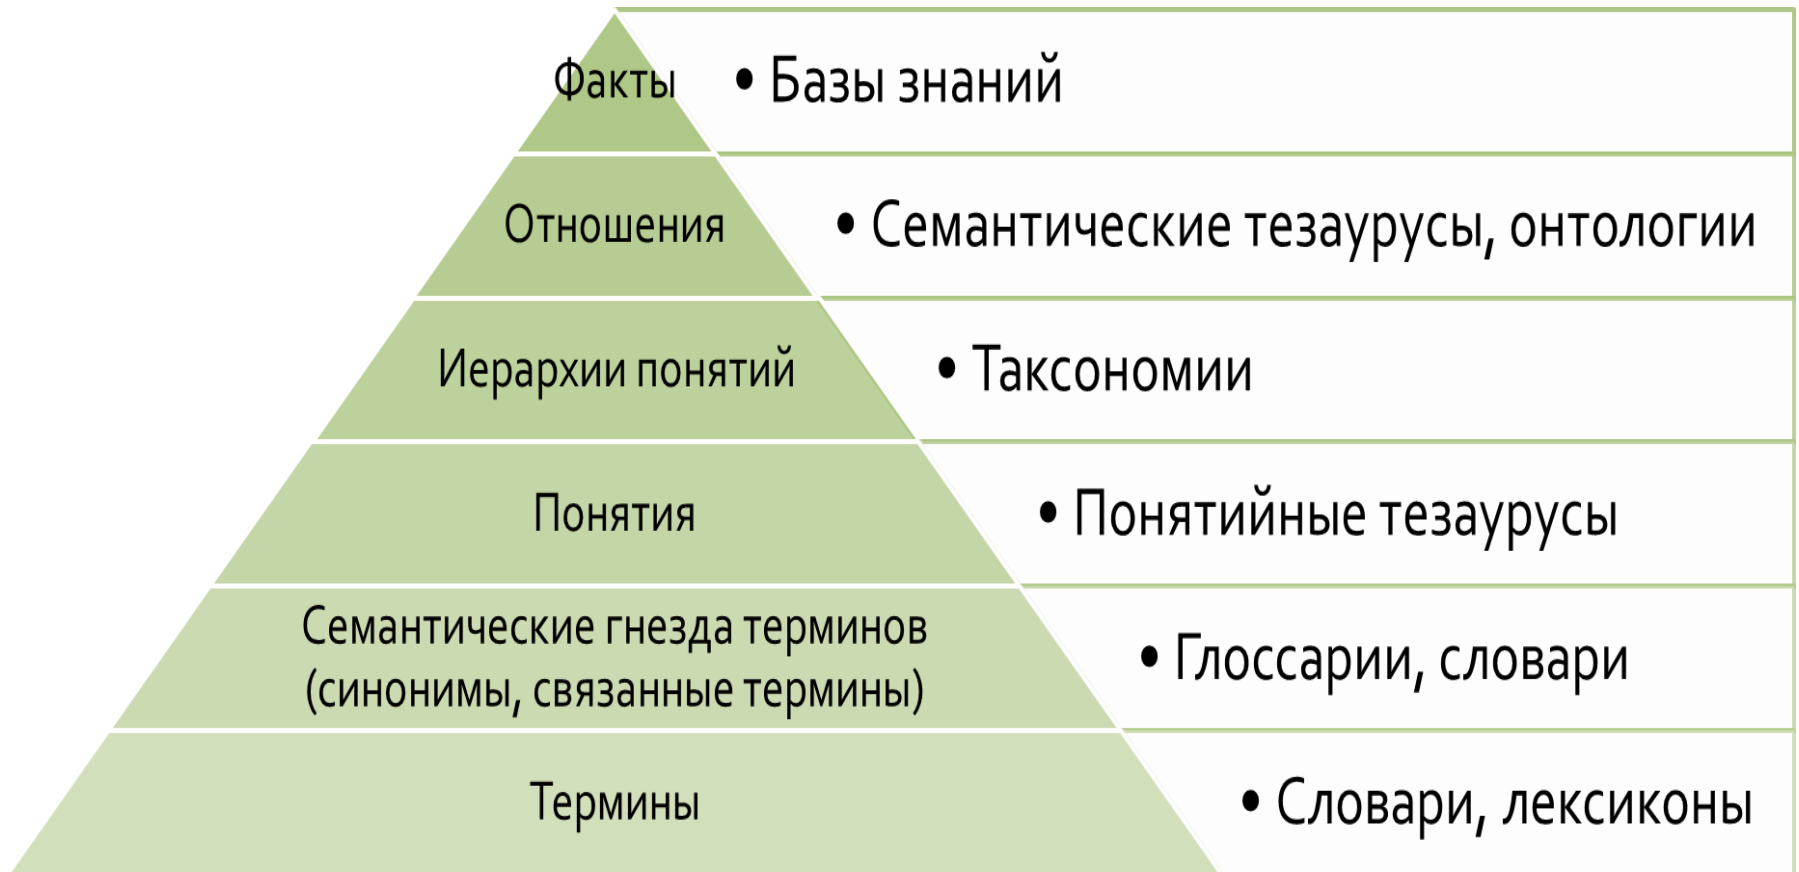 Факты
• Базы знаний
Отношения
• Семантические тезаурусы, онтологии
Иерархии понятий
• Таксономии
Понятия
• Понятийные тезаурусы
Семантические гнезда терминов
(синонимы, связанные термины)
• Глоссарии, словари
Термины
• Словари, лексиконы